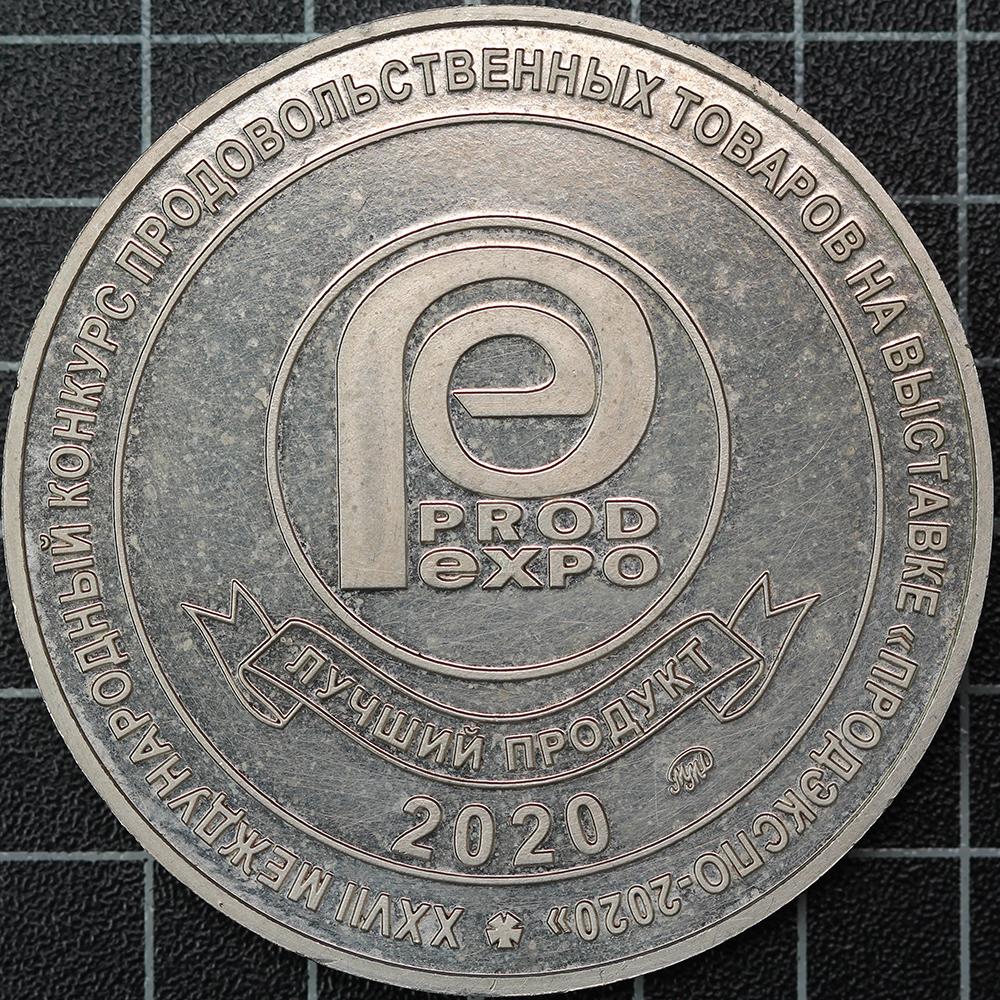 XXVII МЕЖДУНАРОДНЫЙ КОНКУРС ПРОДОВОЛЬСТВЕННЫХ ТОВАРОВ НА ВЫСТАВКЕ «ПРОДЭКСПО-2020»
PROD
eXPO
ЛУЧШИЙ ПРОДУКТ
2020